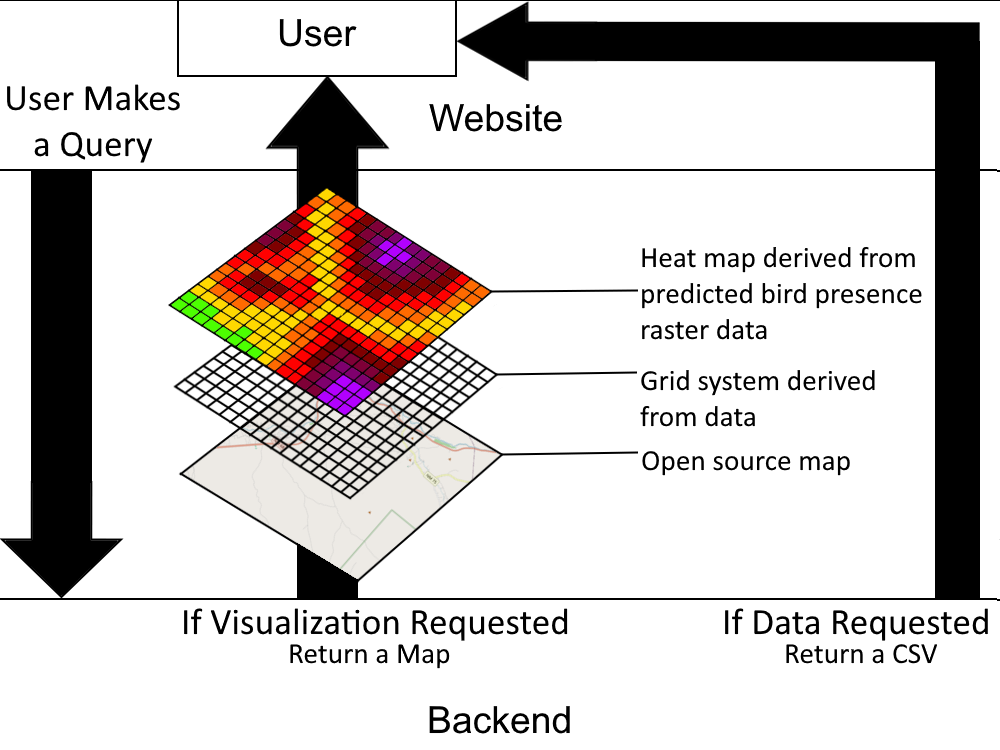 User
User Makes
a Query
Website
Heat map derived from
predicted bird presence
raster data
Grid system derived
from data
Open source map
If Visualization Requested
Return a Map
If Data Requested
Return a CSV
Backend